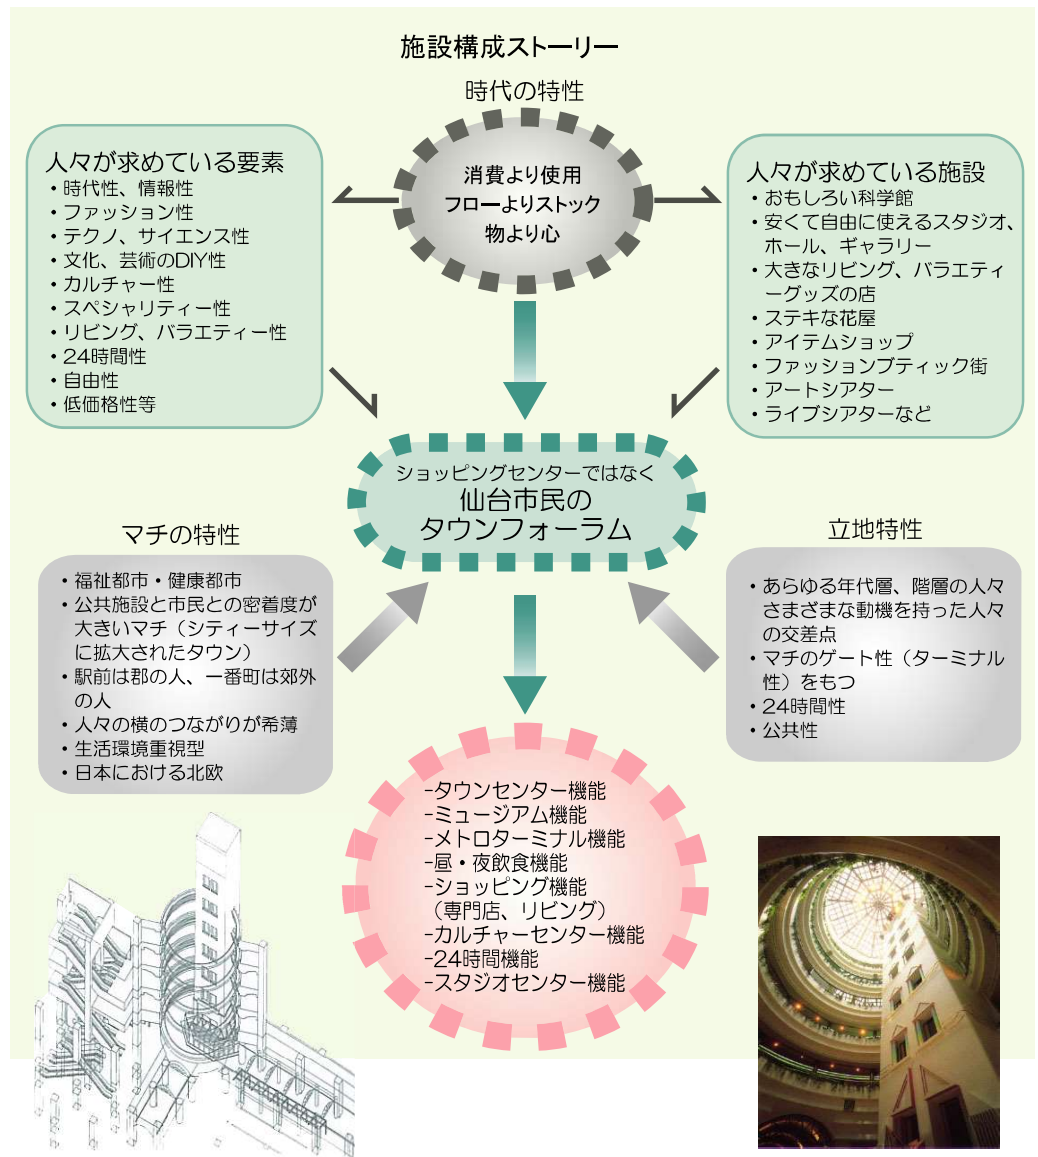 施設構成ストーリー
時代の特性
消費より使用
フローよりストック
物より心
人々が求めている要素
・時代性、情報性
・ファッション性
・テクノ、サイエンス性
・文化、芸術のDIY性
・カルチャー性
・スペシャリティー性
・リビング、バラエティー性
・24時間性
・自由性
・低価格性等
人々が求めている施設
・おもしろい科学館
・安くて自由に使えるスタジオ、
ホール、ギャラリー
・大きなリビング、バラエティ
ーグッズの店
・ステキな花屋
・アイテムショップ
・ファッションブティック街
・アートシアター
・ライブシアターなど
ショッピングセンターではなく
仙台市民の
タウンフォーラム
マチの特性
・福祉都市・健康都市
・公共施設と市民との密着度が
大きいマチ（シティーサイズ
に拡大されたタウン）
・駅前は郡の人、一番町は郊外
の人
・人々の横のつながりが希薄
・生活環境重視型
・日本における北欧
立地特性
・あらゆる年代層、階層の人々
さまざまな動機を持った人々
の交差点
・マチのゲート性（ターミナル
性）をもつ
・24時間性
・公共性
-タウンセンター機能
-ミュージアム機能
-メトロターミナル機能
-昼・夜飲食機能
-ショッピング機能
（専門店、リビング）
-カルチャーセンター機能
-24時間機能
-スタジオセンター機能